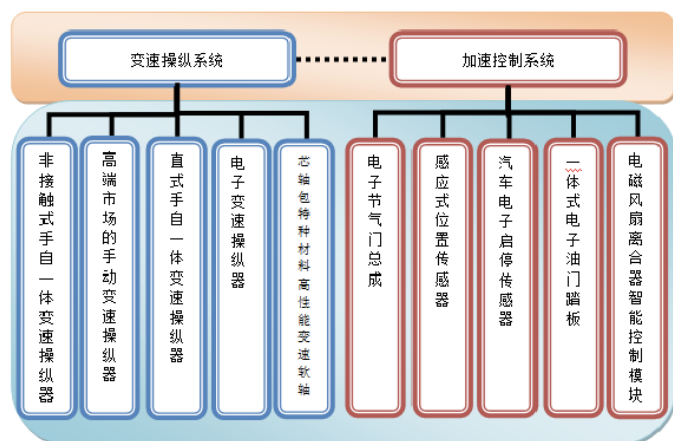 变速操纵系统
加速控制系统
非接触式手自一体变速操纵器
高端市场的手动变速操纵器
直式手自一体变速操纵器
电子变速操纵器
芯轴包特种材料高性能变速软轴
电子节气门总成
感应式位置传感器
汽车电子启停传感器
一体式电子油门踏板
电磁风扇离合器智能控制模块